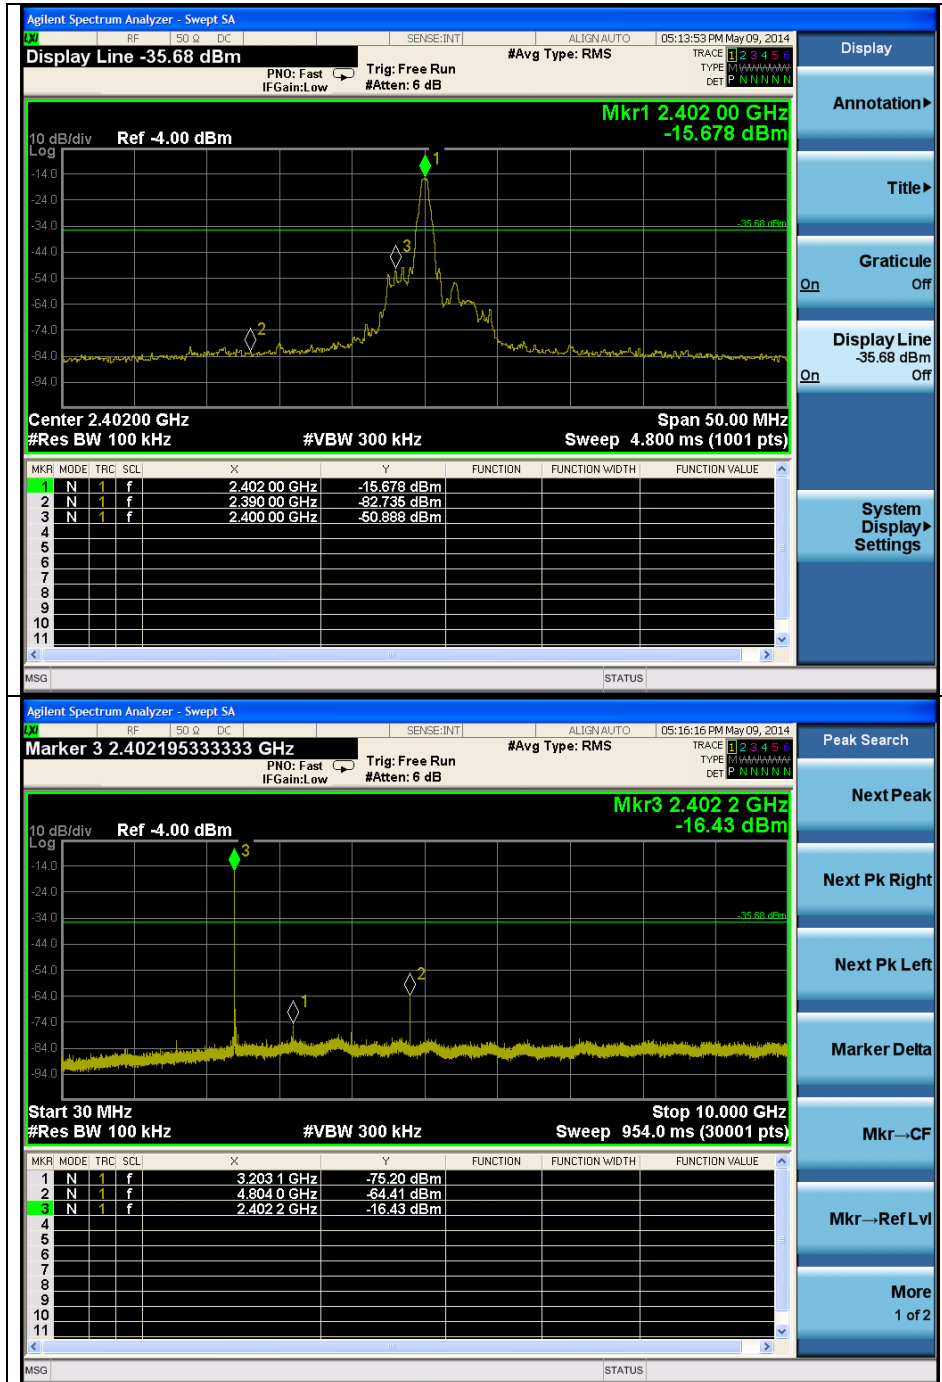 Agilent Spectrum Analyzer - Swept SA
LXI RF 50 Ω DC SENSE:INT ALIGN AUTO 05:13:53 PM May 09, 2014
Display Line -35.68 dBm
PNO: Fast
IFGain:Low
Trig: Free Run
#Atten: 6 dB
#Avg Type: RMS
TRACE 1 2 3 4 5 6
TYPE M WWWWW
DET P N N N N N
Mkr1 2.402 00 GHz
-15.678 dBm
10 dB/div Ref -4.00 dBm
Log
1
-14.0
-24.0
-34.0
-35.68 dBm
-44.0
3
-54.0
-64.0
-74.0
2
-84.0
-94.0
Center 2.40200 GHz Span 50.00 MHz
#Res BW 100 kHz #VBW 300 kHz Sweep 4.800 ms (1001 pts)
MKR MODE TRC SCL X Y FUNCTION FUNCTION WIDTH FUNCTION VALUE
1 N 1 f 2.402 00 GHz -15.678 dBm
2 N 1 f 2.390 00 GHz -82.735 dBm
3 N 1 f 2.400 00 GHz -50.888 dBm
4
5
6
7
8
9
10
11
MSG STATUS
Display
Annotation
Title
Graticule
On Off
Display Line
-35.68 dBm
On Off
System
Display
Settings
Agilent Spectrum Analyzer - Swept SA
LXI RF 50 Ω DC SENSE:INT ALIGN AUTO 05:16:16 PM May 09, 2014
Marker 3 2.402195333333 GHz
PNO: Fast
IFGain:Low
Trig: Free Run
#Atten: 6 dB
#Avg Type: RMS
TRACE 1 2 3 4 5 6
TYPE M WWWWW
DET P N N N N N
Mkr3 2.402 2 GHz
-16.43 dBm
10 dB/div Ref -4.00 dBm
Log
3
-14.0
-24.0
-34.0
-35.68 dBm
-44.0
-54.0
2
-64.0
1
-74.0
-84.0
-94.0
Start 30 MHz Stop 10.000 GHz
#Res BW 100 kHz #VBW 300 kHz Sweep 954.0 ms (30001 pts)
MKR MODE TRC SCL X Y FUNCTION FUNCTION WIDTH FUNCTION VALUE
1 N 1 f 3.203 1 GHz -75.20 dBm
2 N 1 f 4.804 0 GHz -64.41 dBm
3 N 1 f 2.402 2 GHz -16.43 dBm
4
5
6
7
8
9
10
11
MSG STATUS
Peak Search
Next Peak
Next Pk Right
Next Pk Left
Marker Delta
Mkr→CF
Mkr→Ref Lvl
More
1 of 2